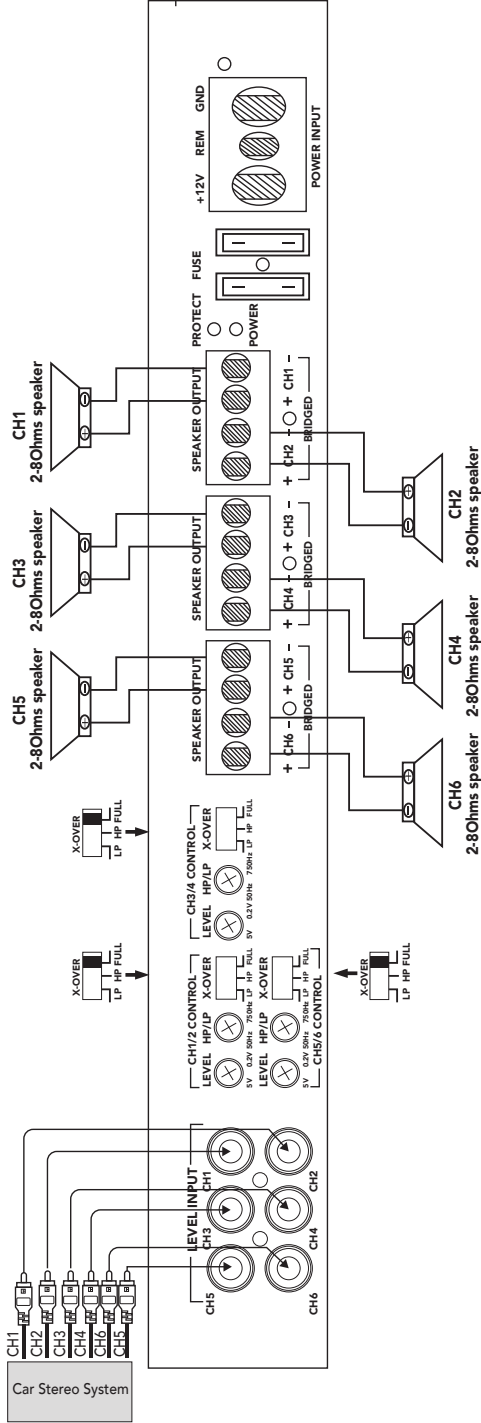 Car Stereo System
CH1
CH2
CH3
CH4
CH6
CH5
LEVEL INPUT
CH5
CH3
CH1
CH6
CH4
CH2
X-OVER
LP HP FULL
X-OVER
LP HP FULL
X-OVER
LP HP FULL
CH1/2 CONTROL
LEVEL HP/LP X-OVER
5V 0.2V 50Hz 750Hz LP HP FULL
LEVEL HP/LP X-OVER
5V 0.2V 50Hz 750Hz LP HP FULL
CH5/6 CONTROL
CH3/4 CONTROL
LEVEL HP/LP X-OVER
5V 0.2V 50Hz 750Hz LP HP FULL
CH5
2-8Ohms speaker
CH3
2-8Ohms speaker
CH1
2-8Ohms speaker
SPEAKER OUTPUT
+ CH6 - + CH5 -
BRIDGED
SPEAKER OUTPUT
+ CH4 - + CH3 -
BRIDGED
SPEAKER OUTPUT
+ CH2 - + CH1 -
BRIDGED
CH6
2-8Ohms speaker
CH4
2-8Ohms speaker
CH2
2-8Ohms speaker
PROTECT
POWER
FUSE
+12V REM GND
POWER INPUT